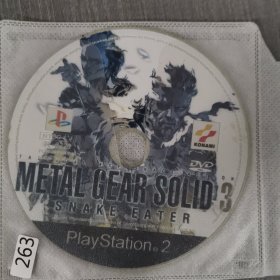 KONAMI
DVD
METAL GEAR SOLID 3
SNAKE EATER
PlayStation®2
263